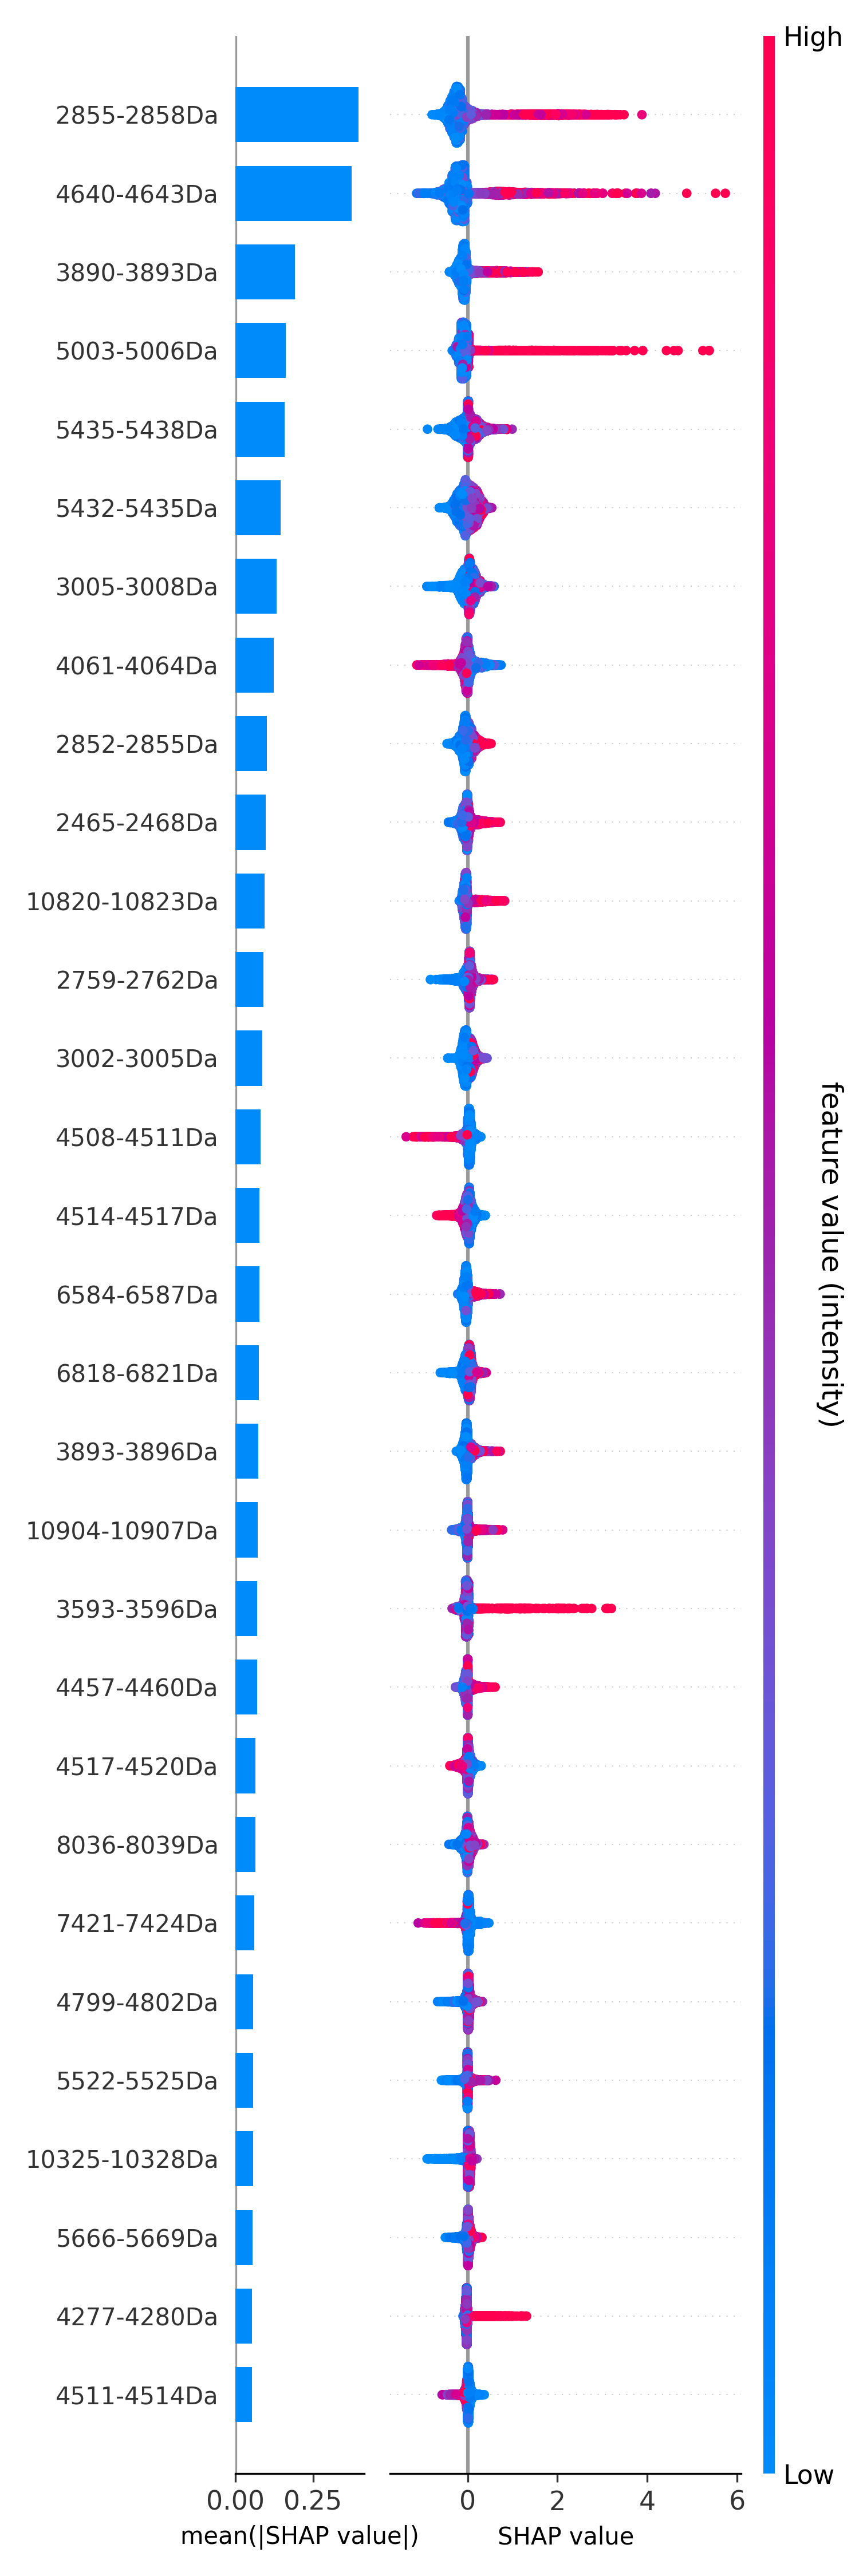 High
2855-2858Da
4640-4643Da
3890-3893Da
5003-5006Da
5435-5438Da
5432-5435Da
3005-3008Da
4061-4064Da
2852-2855Da
2465-2468Da
10820-10823Da
2759-2762Da
3002-3005Da
4508-4511Da
4514-4517Da
6584-6587Da
6818-6821Da
3893-3896Da
10904-10907Da
3593-3596Da
4457-4460Da
4517-4520Da
8036-8039Da
7421-7424Da
4799-4802Da
5522-5525Da
10325-10328Da
5666-5669Da
4277-4280Da
4511-4514Da
feature value (intensity)
Low
0.00 0.25
0 2 4 6
mean(|SHAP value|)
SHAP value